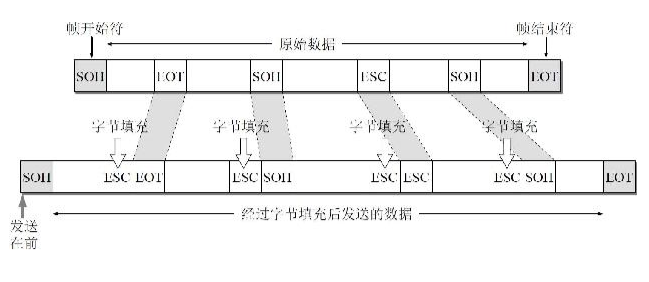 帧开始符
原始数据
帧结束符
SOH EOT SOH ESC SOH EOT
字节填充 字节填充 字节填充 字节填充
SOH ESC EOT ESC SOH ESC ESC ESC SOH EOT
经过字节填充后发送的数据
发送
在前